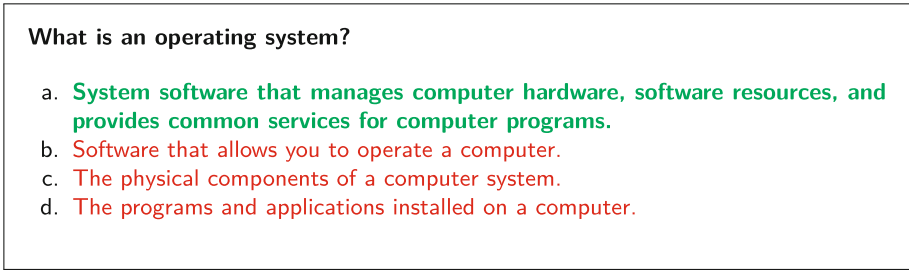 What is an operating system?
a. System software that manages computer hardware, software resources, and
provides common services for computer programs.
b. Software that allows you to operate a computer.
c. The physical components of a computer system.
d. The programs and applications installed on a computer.